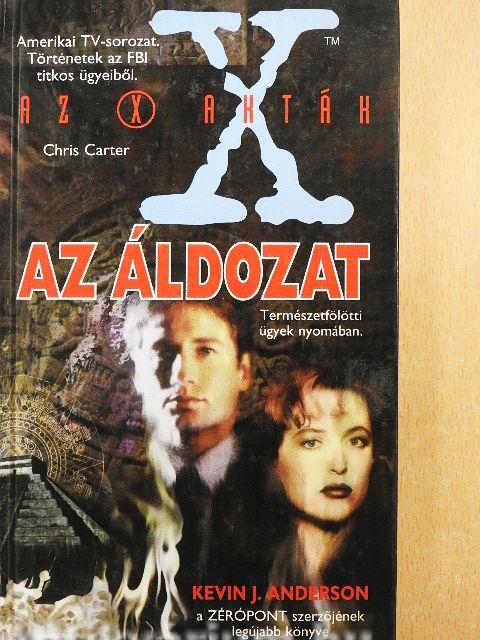 Amerikai TV-sorozat.
Történetek az FBI
titkos ügyeiből.
X™
AZ X AKTÁK
Chris Carter
AZ ÁLDOZAT
Természetfölötti
ügyek nyomában.
KEVIN J. ANDERSON
a ZÉRÓPONT szerzőjének
legújabb könyve